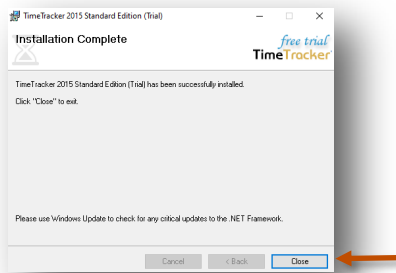 TimeTracker 2015 Standard Edition (Trial)
Installation Complete
free trial
TimeTracker
TimeTracker 2015 Standard Edition (Trial) has been successfully installed.
Click "Close" to exit.
Please use Windows Update to check for any critical updates to the .NET Framework.
Cancel
< Back
Close